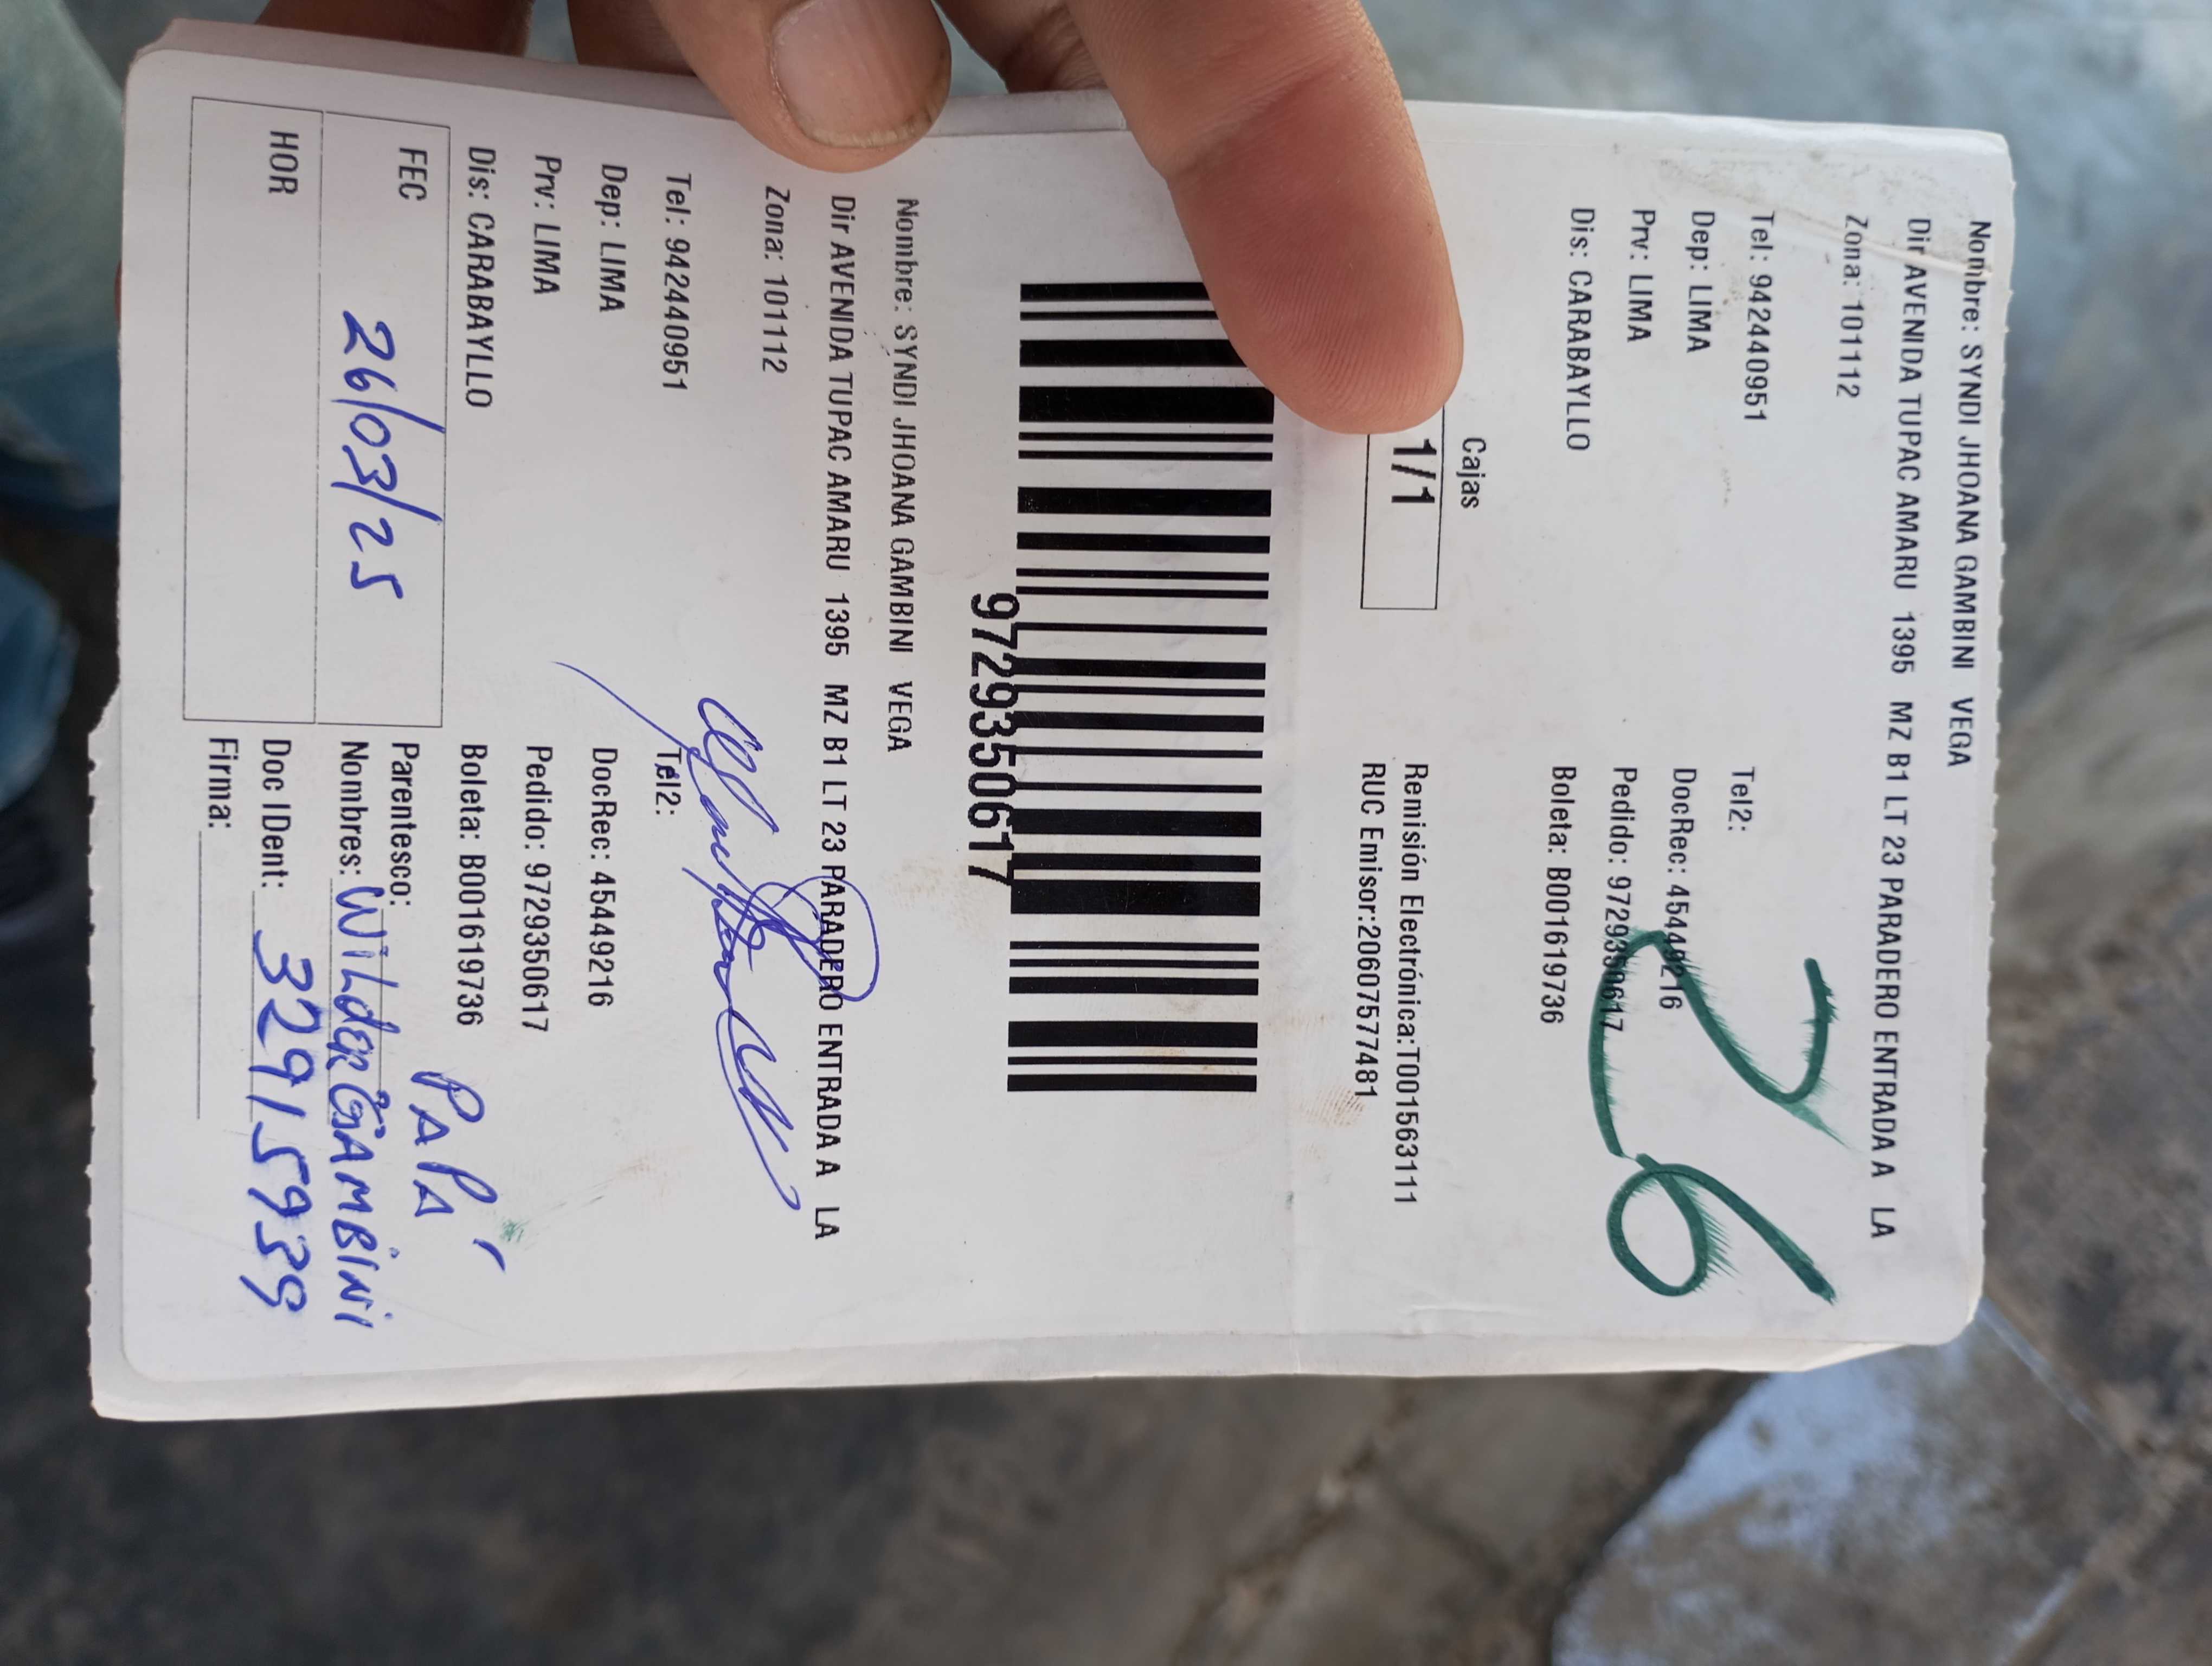 Nombre: SYNDI JHOANA GAMBINI VEGA
Dir AVENIDA TUPAC AMARU 1395 MZ B1 LT 23 PARADERO ENTRADA A LA
Zona: 101112
Tel: 942440951 Tel2:
Dep: LIMA DocRec: 45449216
Prv: LIMA Pedido: 9729350617
Dis: CARABAYLLO Boleta: B001619736
26
Cajas
1/1
Remisión Electrónica:T001563111
RUC Emisor:20607577481
9729350617
Nombre: SYNDI JHOANA GAMBINI VEGA
Dir AVENIDA TUPAC AMARU 1395 MZ B1 LT 23 PARADERO ENTRADA A LA
Zona: 101112
Tel: 942440951 Tel2:
Dep: LIMA DocRec: 45449216
Prv: LIMA Pedido: 9729350617
Dis: CARABAYLLO Boleta: B001619736
FEC 26/03/25
HOR
Parentesco: PAPÁ
Nombres: WILdER GAMBINI
Doc IDent: 32915939
Firma: